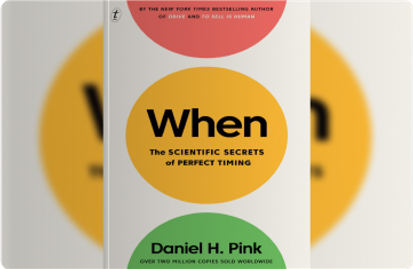 BY THE NEW YORK TIMES BESTSELLING AUTHOR
OF DRIVE AND TO SELL IS HUMAN
When
The SCIENTIFIC SECRETS
of PERFECT TIMING
Daniel H. Pink
OVER TWO MILLION COPIES SOLD WORLDWIDE